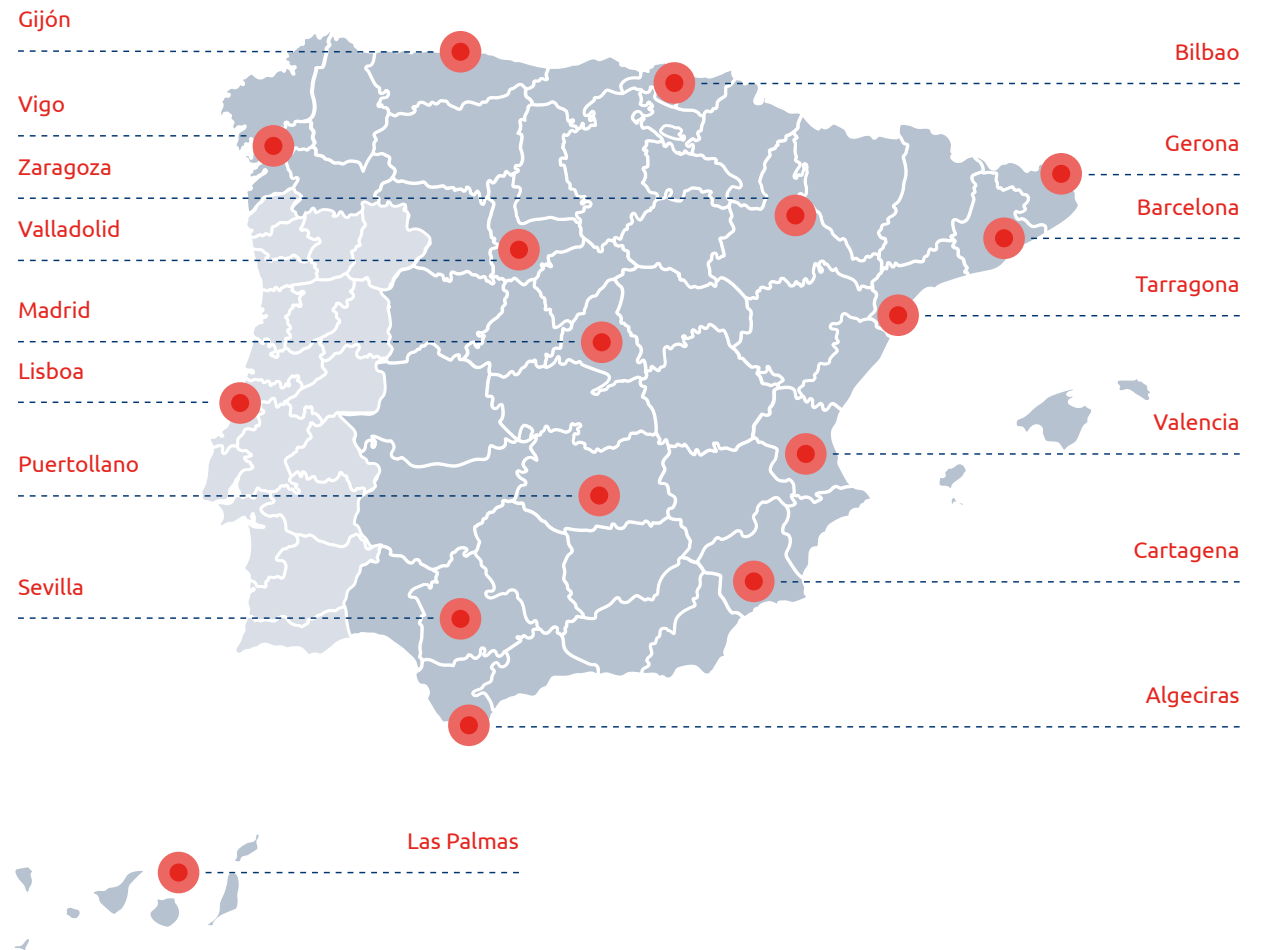 Gijón
Vigo
Zaragoza
Valladolid
Madrid
Lisboa
Puertollano
Sevilla
Bilbao
Gerona
Barcelona
Tarragona
Valencia
Cartagena
Algeciras
Las Palmas